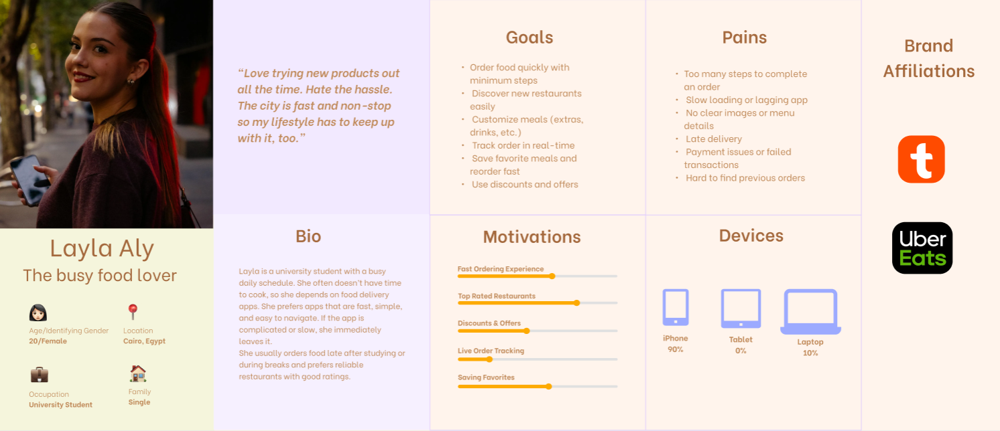 Layla Aly
The busy food lover
Age/Identifying Gender
20/Female
Location
Cairo, Egypt
Occupation
University Student
Family
Single
“Love trying new products out
all the time. Hate the hassle.
The city is fast and non-stop
so my lifestyle has to keep up
with it, too.”
Bio
Layla is a university student with a busy
daily schedule. She often doesn't have time
to cook, so she depends on food delivery
apps. She prefers apps that are fast, simple,
and easy to navigate. If the app is
complicated or slow, she immediately
leaves it.
She usually orders food late after studying or
during breaks and prefers reliable
restaurants with good ratings.
Goals
• Order food quickly with
minimum steps
• Discover new restaurants
easily
• Customize meals (extras,
drinks, etc.)
• Track order in real-time
• Save favorite meals and
reorder fast
• Use discounts and offers
Motivations
Fast Ordering Experience
Top Rated Restaurants
Discounts & Offers
Live Order Tracking
Saving Favorites
Pains
• Too many steps to complete
an order
• Slow loading or lagging app
• No clear images or menu
details
• Late delivery
• Payment issues or failed
transactions
• Hard to find previous orders
Devices
iPhone
90%
Tablet
0%
Laptop
10%
Brand
Affiliations
t
Uber
Eats